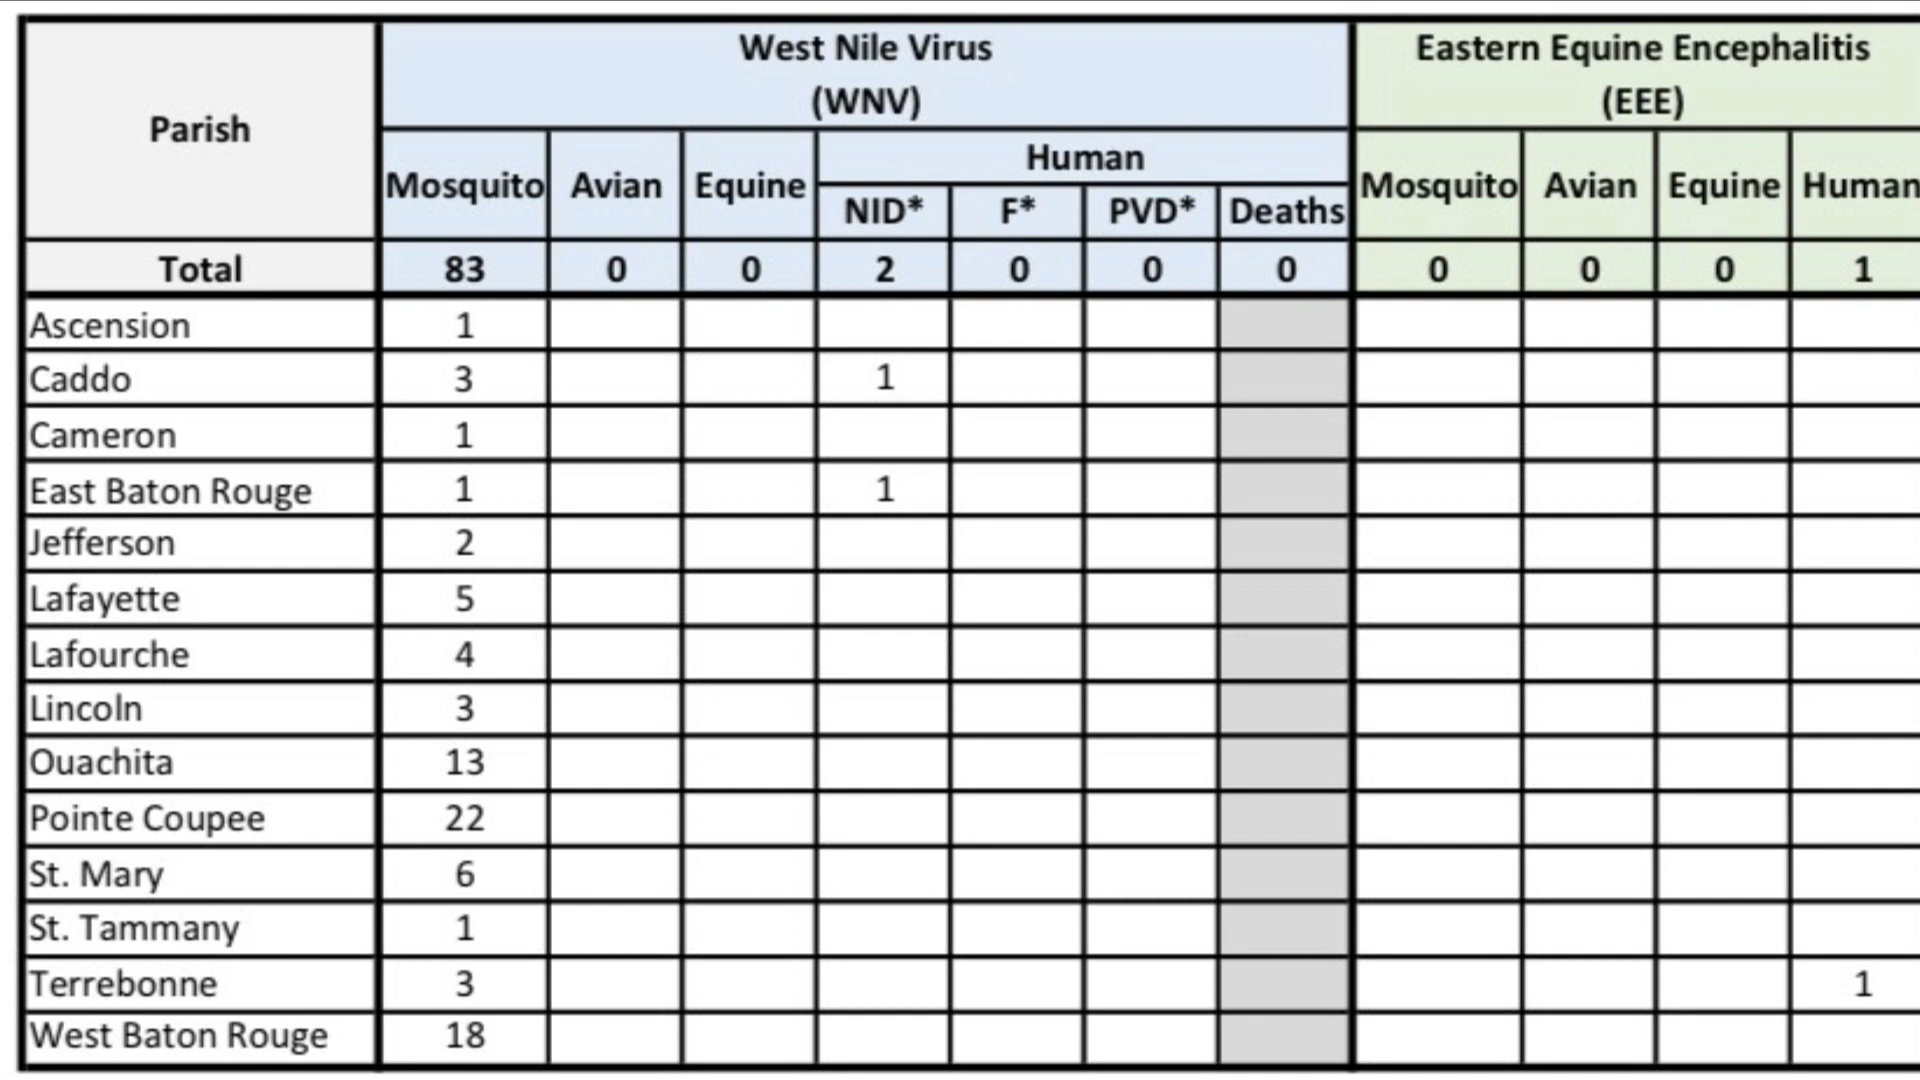 Parish
West Nile Virus
(WNV)
Eastern Equine Encephalitis
(EEE)
Mosquito Avian Equine Human Mosquito Avian Equine Human
NID* F* PVD* Deaths
Total 83 0 0 2 0 0 0 0 0 0 1
Ascension 1
Caddo 3 1
Cameron 1
East Baton Rouge 1 1
Jefferson 2
Lafayette 5
Lafourche 4
Lincoln 3
Ouachita 13
Pointe Coupee 22
St. Mary 6
St. Tammany 1
Terrebonne 3 1
West Baton Rouge 18